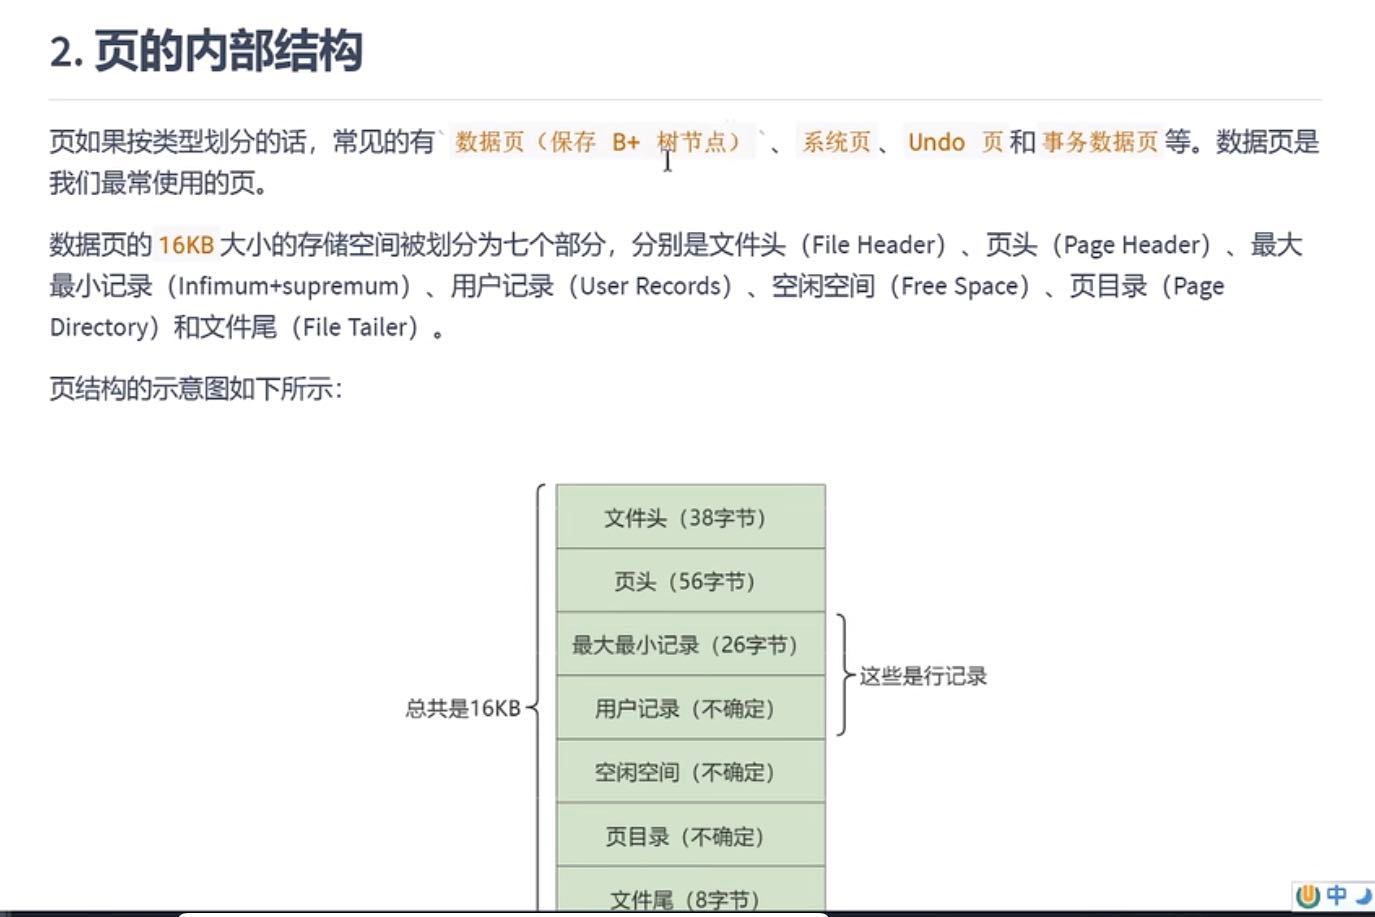 2. 页的内部结构
页如果按类型划分的话，常见的有` 数据页（保存 B+ 树节点）`、 系统页、 Undo 页和事务数据页等。数据页是
我们最常使用的页。
数据页的16KB大小的存储空间被划分为七个部分，分别是文件头（File Header）、页头（Page Header）、最大
最小记录（Infimum+supremum）、用户记录（User Records）、空闲空间（Free Space）、页目录（Page
Directory）和文件尾（File Tailer）。
页结构的示意图如下所示：
文件头（38字节）
页头（56字节）
最大最小记录（26字节）
这些是行记录
总共是16KB
用户记录（不确定）
空闲空间（不确定）
页目录（不确定）
文件尾（8字节）
中